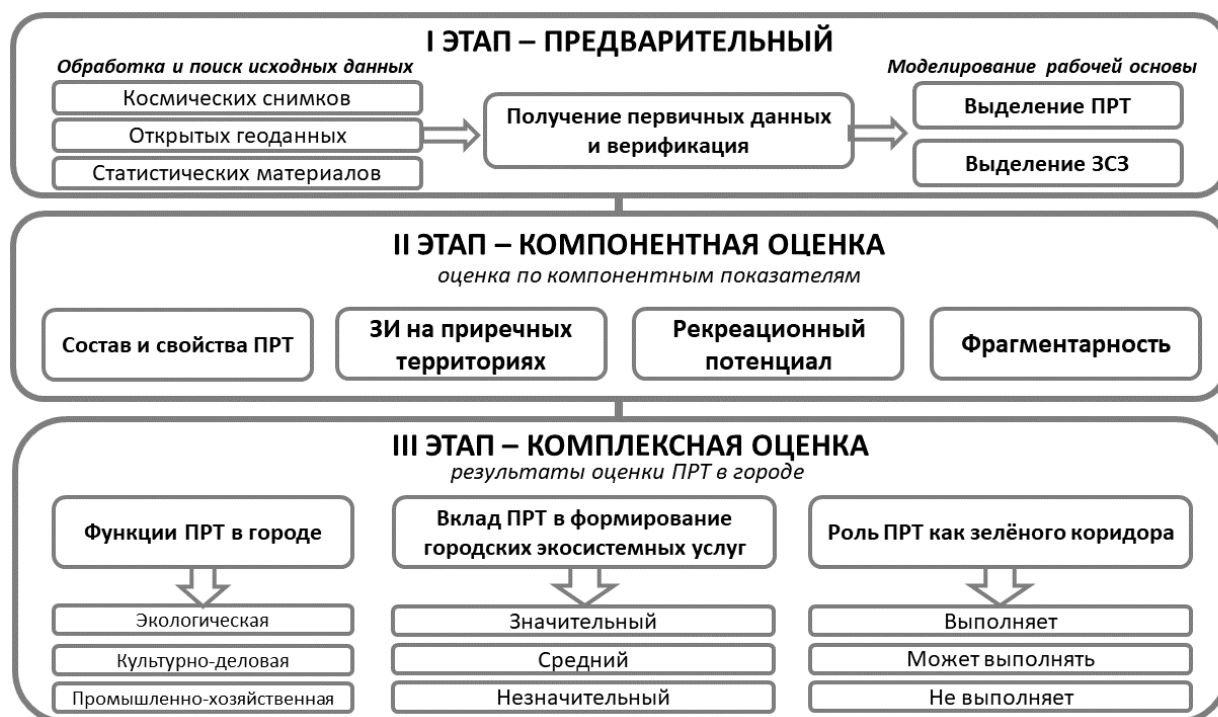 I ЭТАП – ПРЕДВАРИТЕЛЬНЫЙ
Обработка и поиск исходных данных
Космических снимков
Открытых геоданных
Статистических материалов
Получение первичных данных
и верификация
Моделирование рабочей основы
Выделение ПРТ
Выделение ЗСЗ
II ЭТАП – КОМПОНЕНТНАЯ ОЦЕНКА
оценка по компонентным показателям
Состав и свойства ПРТ
ЗИ на приречных
территориях
Рекреационный
потенциал
Фрагментарность
III ЭТАП – КОМПЛЕКСНАЯ ОЦЕНКА
результаты оценки ПРТ в городе
Функции ПРТ в городе
Экологическая
Культурно-деловая
Промышленно-хозяйственная
Вклад ПРТ в формирование
городских экосистемных услуг
Значительный
Средний
Незначительный
Роль ПРТ как зелёного коридора
Выполняет
Может выполнять
Не выполняет